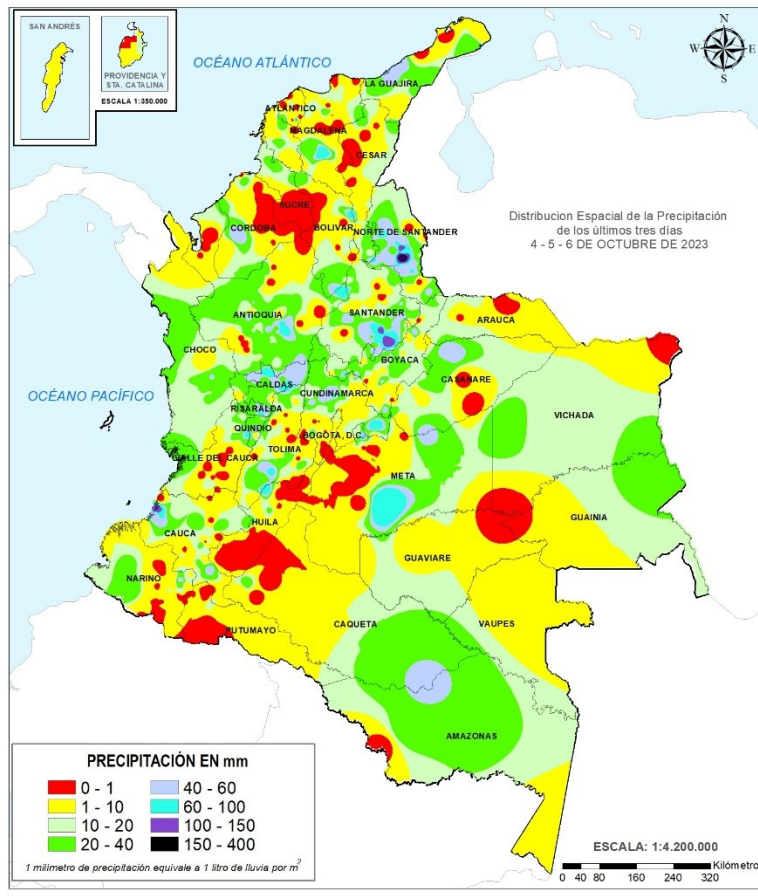 SAN ANDRÉS
PROVIDENCIA Y
STA. CATALINA
ESCALA 1:350.000
OCÉANO ATLÁNTICO
N
W
E
S
LA GUAJIRA
ATLANTICO
MAGDALENA
CESAR
SUCRE
CORDOBA
BOLIVAR
NORTE DE SANTANDER
Distribucion Espacial de la Precipitación
de los últimos tres días
4 - 5 - 6 DE OCTUBRE DE 2023
ANTIOQUIA
SANTANDER
ARAUCA
CHOCO
BOYACA
OCÉANO PACÍFICO
CALDAS
CUNDINAMARCA
CASANARE
VICHADA
RISARALDA
QUINDIO
BOGOTA, D.C.
TOLIMA
VALLE DEL CAUCA
META
GUAINIA
CAUCA
HUILA
GUAVIARE
NARIÑO
PUTUMAYO
CAQUETA
VAUPES
AMAZONAS
PRECIPITACIÓN EN mm
0 - 1
40 - 60
1 - 10
60 - 100
10 - 20
100 - 150
20 - 40
150 - 400
1 milimetro de precipitación equivale a 1 litro de lluvia por m²
ESCALA: 1:4.200.000
Kilómetro
0 40 80 160 240 320